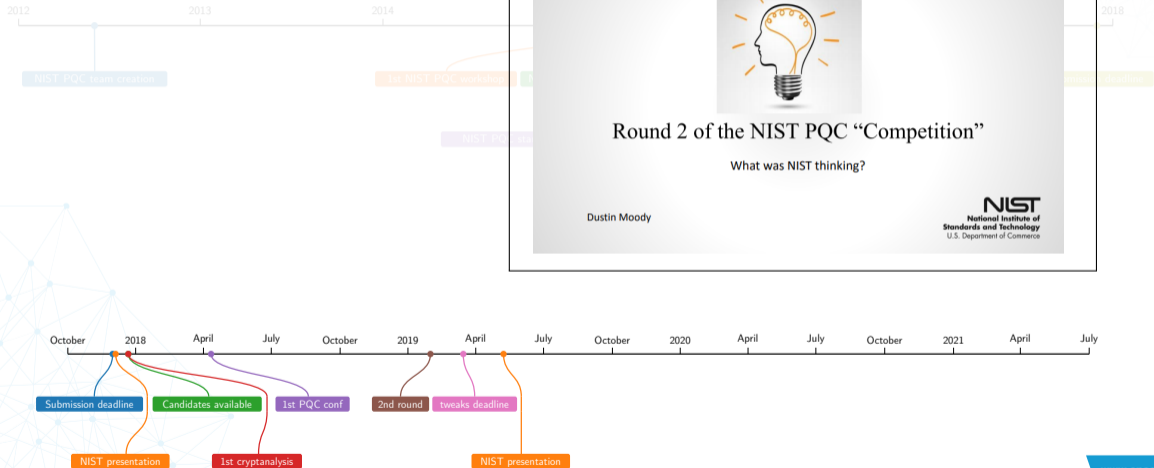 2012 2013 2014 2018
NIST PQC team creation
Round 2 of the NIST PQC “Competition”
What was NIST thinking?
Dustin Moody
NIST
National Institute of
Standards and Technology
U.S. Department of Commerce
October 2018 April July October 2019 April July October 2020 April July October 2021 April July
Submission deadline Candidates available 1st PQC conf 2nd round tweaks deadline
NIST presentation 1st cryptanalysis NIST presentation